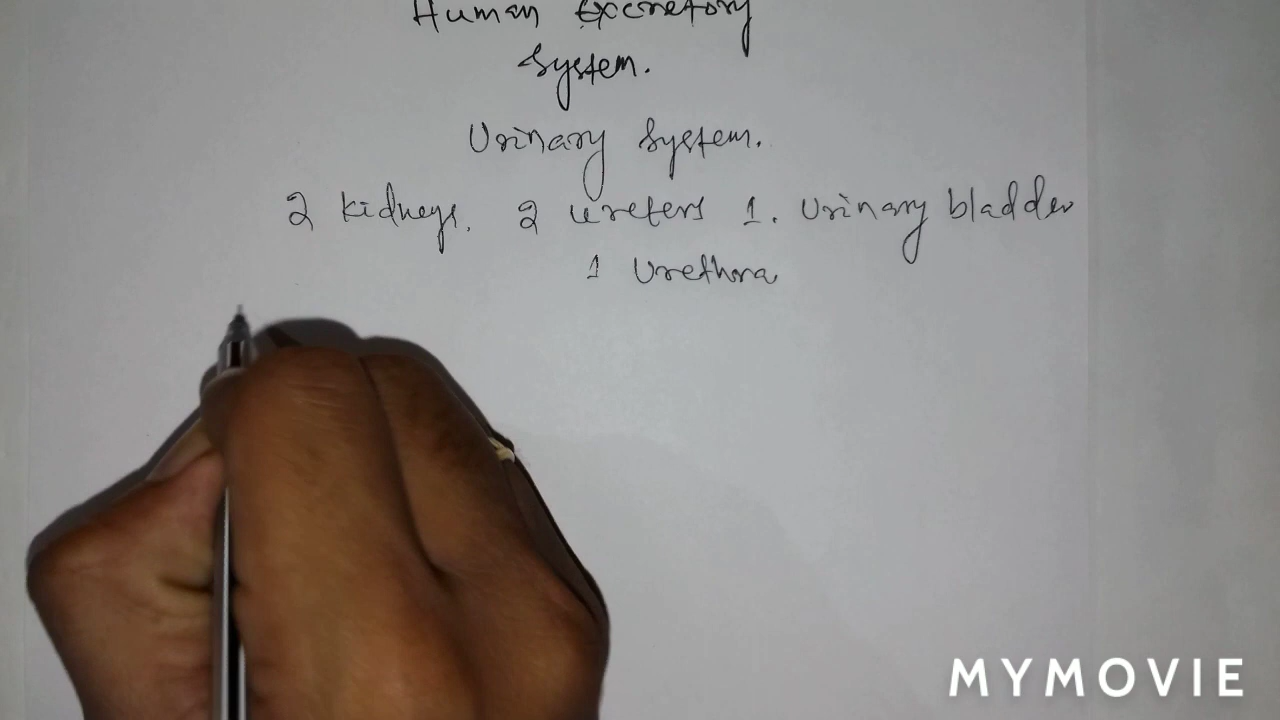 Human Excretory
System.
Urinary System.
2 kidneys. 2 ureters 1. Urinary bladder
1 Urethra
MYMOVIE